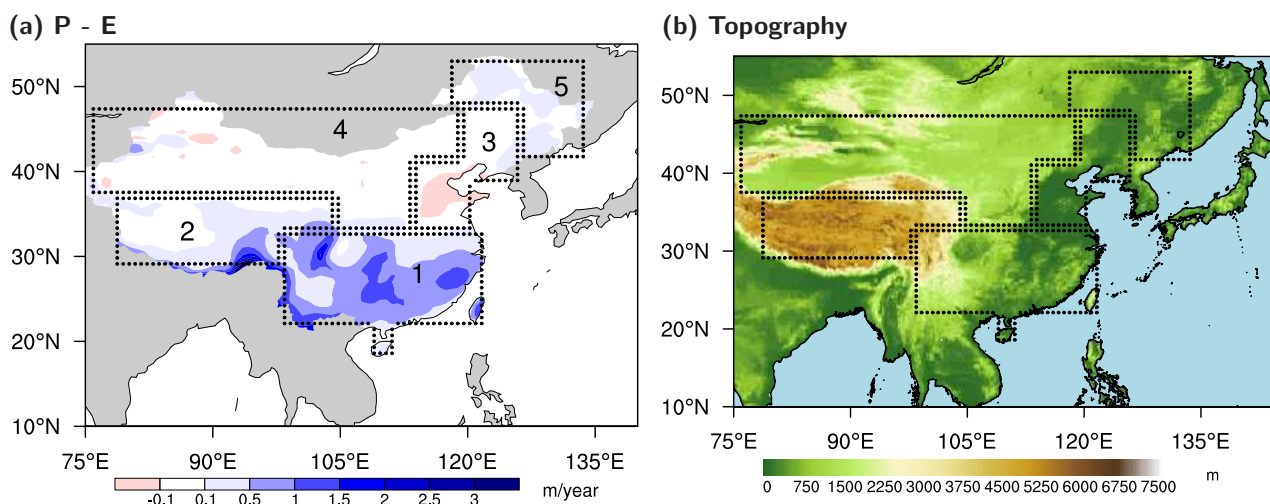 (a) P - E
(b) Topography
50°N
40°N
30°N
20°N
10°N
75°E 90°E 105°E 120°E 135°E
5
4
3
2
1
-0.1 0.1 0.5 1 1.5 2 2.5 3 m/year
50°N
40°N
30°N
20°N
10°N
75°E 90°E 105°E 120°E 135°E
m
0 750 1500 2250 3000 3750 4500 5250 6000 6750 7500